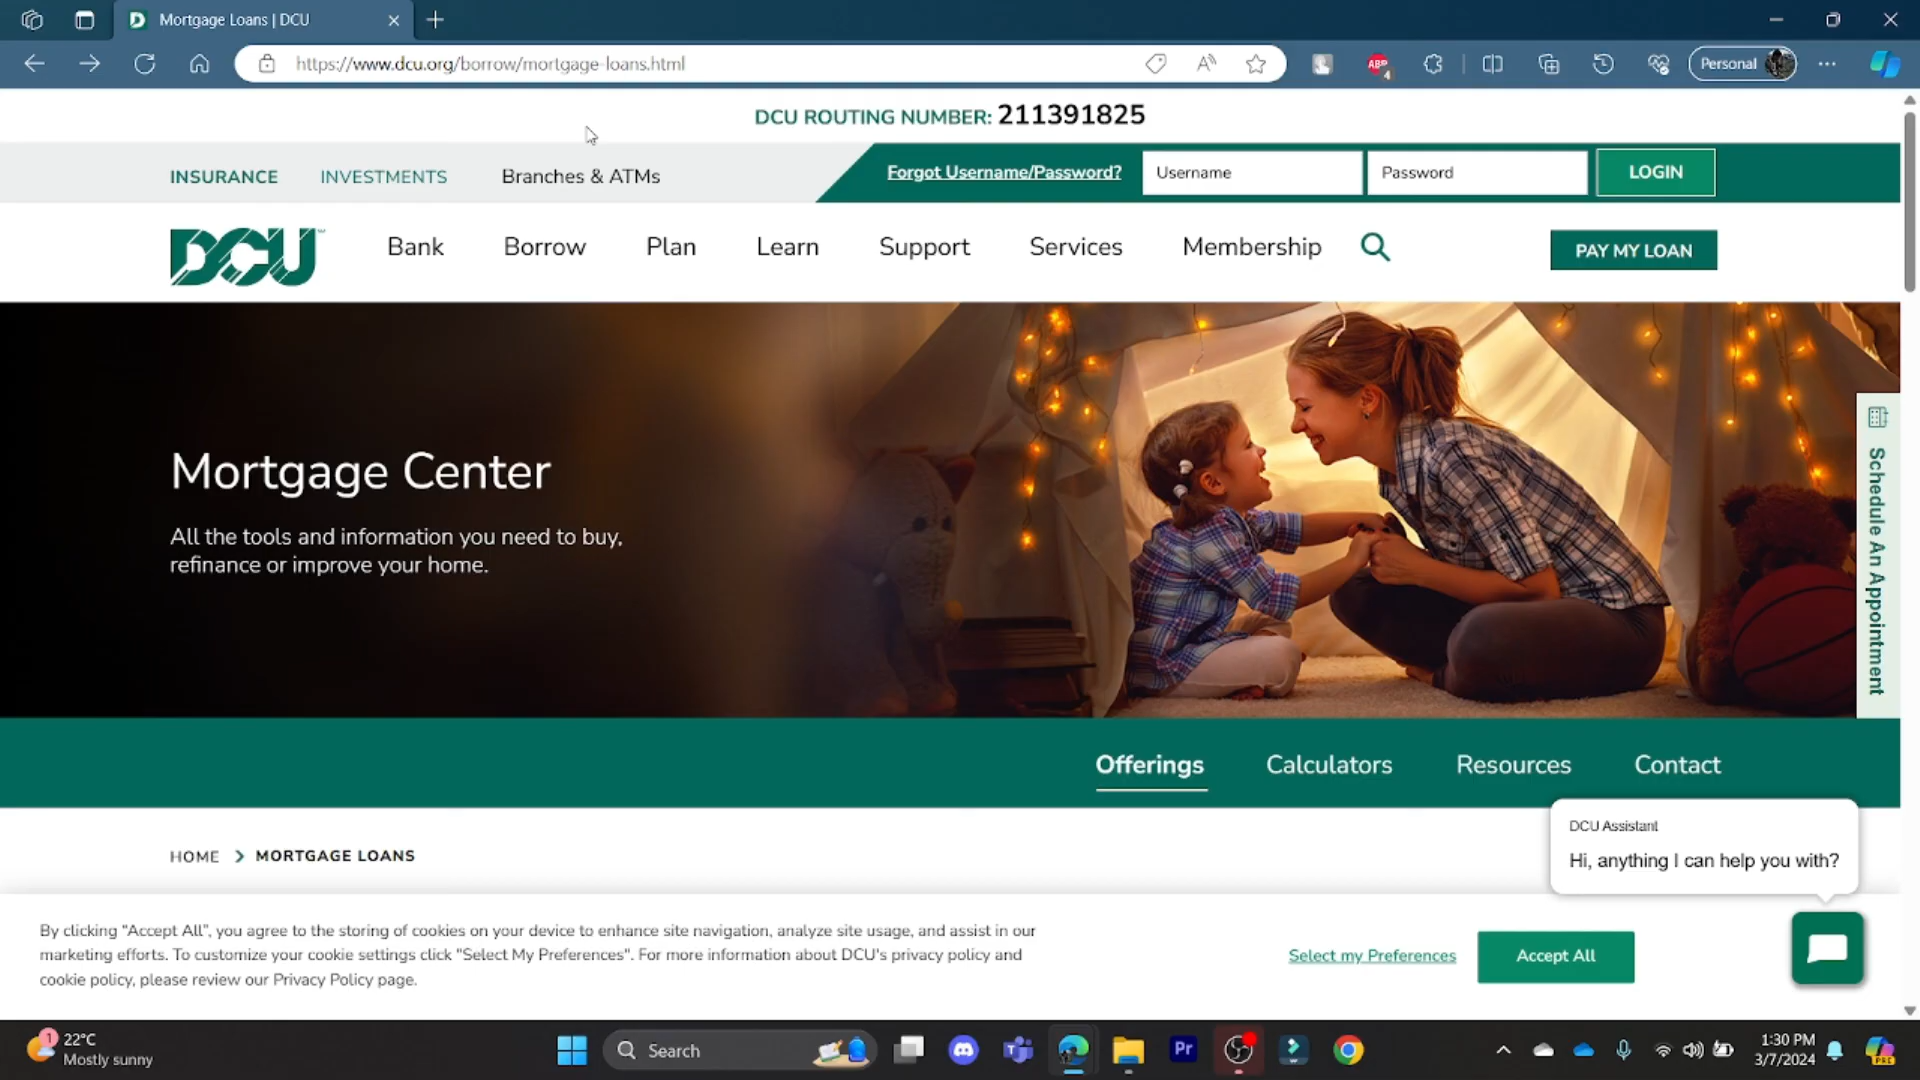 Mortgage Loans | DCU
https://www.dcu.org/borrow/mortgage-loans.html
ABP 4
Personal
DCU ROUTING NUMBER: 211391825
INSURANCE INVESTMENTS Branches & ATMs
Forgot Username/Password? Username Password LOGIN
DCU Bank Borrow Plan Learn Support Services Membership PAY MY LOAN
Mortgage Center
All the tools and information you need to buy,
refinance or improve your home.
Schedule An Appointment
Offerings Calculators Resources Contact
HOME > MORTGAGE LOANS
DCU Assistant
Hi, anything I can help you with?
By clicking “Accept All”, you agree to the storing of cookies on your device to enhance site navigation, analyze site usage, and assist in our
marketing efforts. To customize your cookie settings click "Select My Preferences". For more information about DCU's privacy policy and
cookie policy, please review our Privacy Policy page.
Select my Preferences Accept All
1 22°C
Mostly sunny
Search
Pr
1:30 PM
3/7/2024
PRE